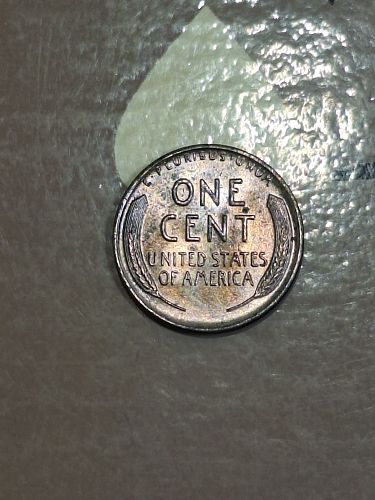 E·PLURIBUS·UNUM
ONE
CENT
UNITED STATES
OF AMERICA